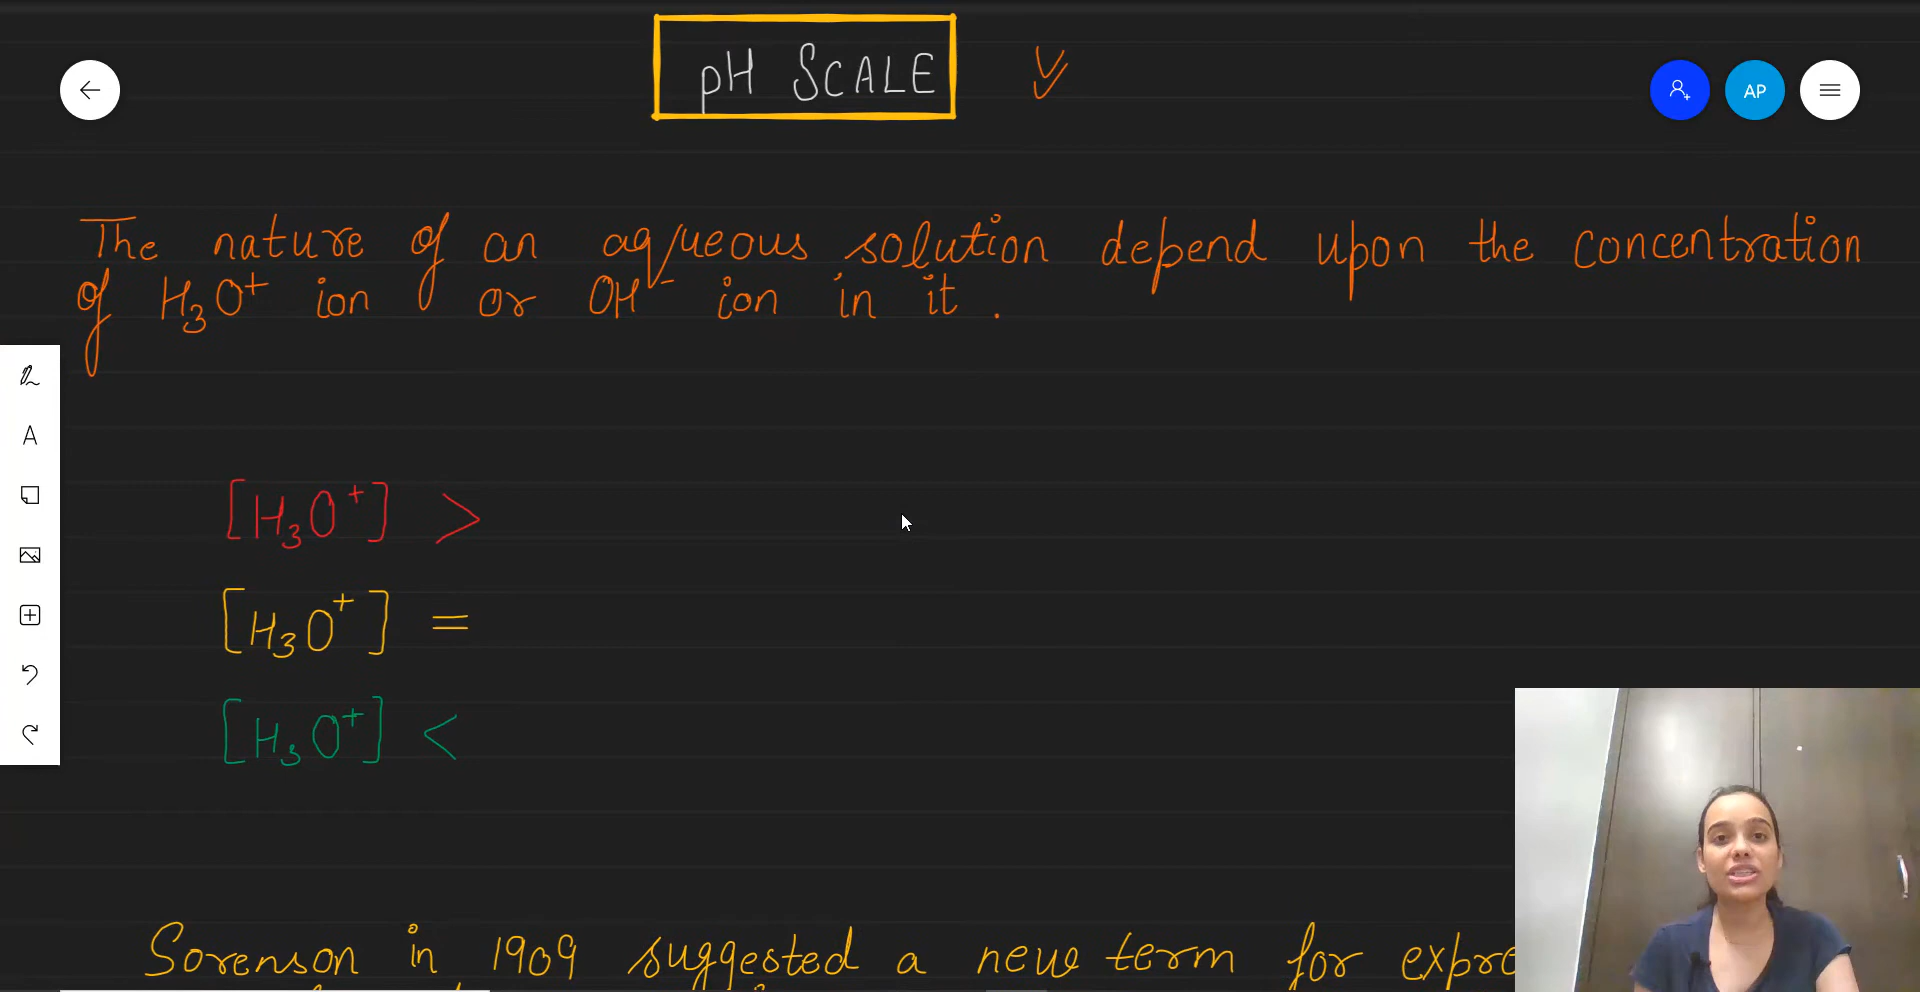 pH SCALE
AP
The nature of an aqueous solution depend upon the concentration
of H₃O⁺ ion or OH⁻ ion in it.
A
[H₃O⁺] >
[H₃O⁺] =
[H₃O⁺] <
Sorenson in 1909 suggested a new term for expre